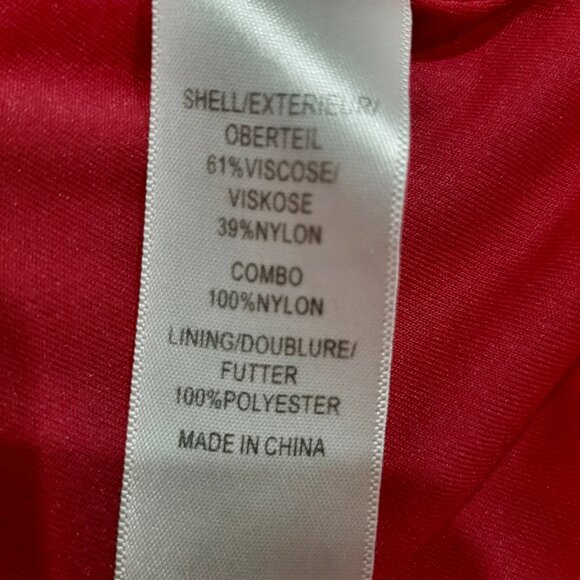 SHELL/EXTERIEUR/
OBERTEIL
61%VISCOSE/
VISKOSE
39%NYLON
COMBO
100%NYLON
LINING/DOUBLURE/
FUTTER
100%POLYESTER
MADE IN CHINA